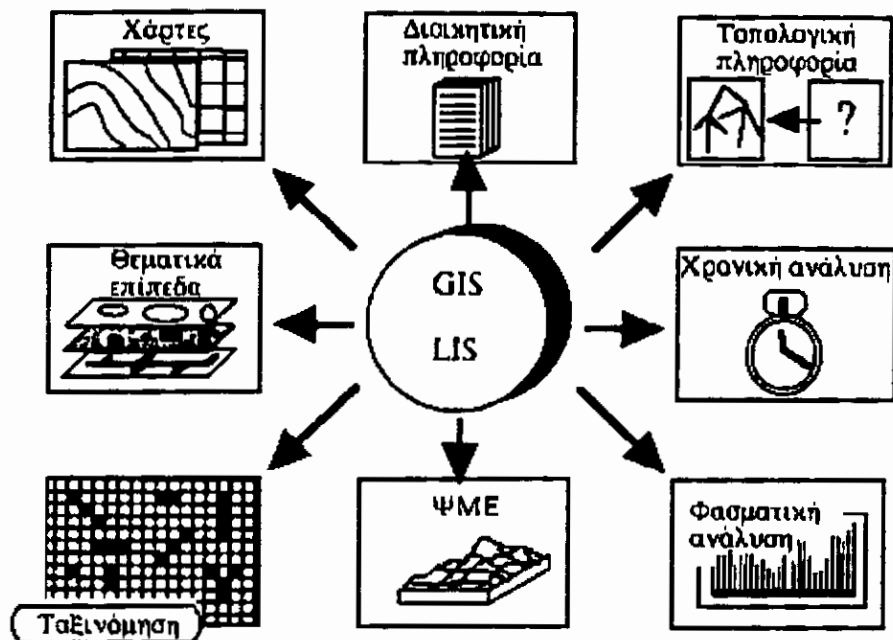 Χάρτες
Διοικητική
πληροφορία
Τοπολογική
πληροφορία
?
Θεματικά
επίπεδα
GIS
LIS
Χρονική ανάλυση
Ταξινόμηση
ΨΜΕ
Φασματική
ανάλυση